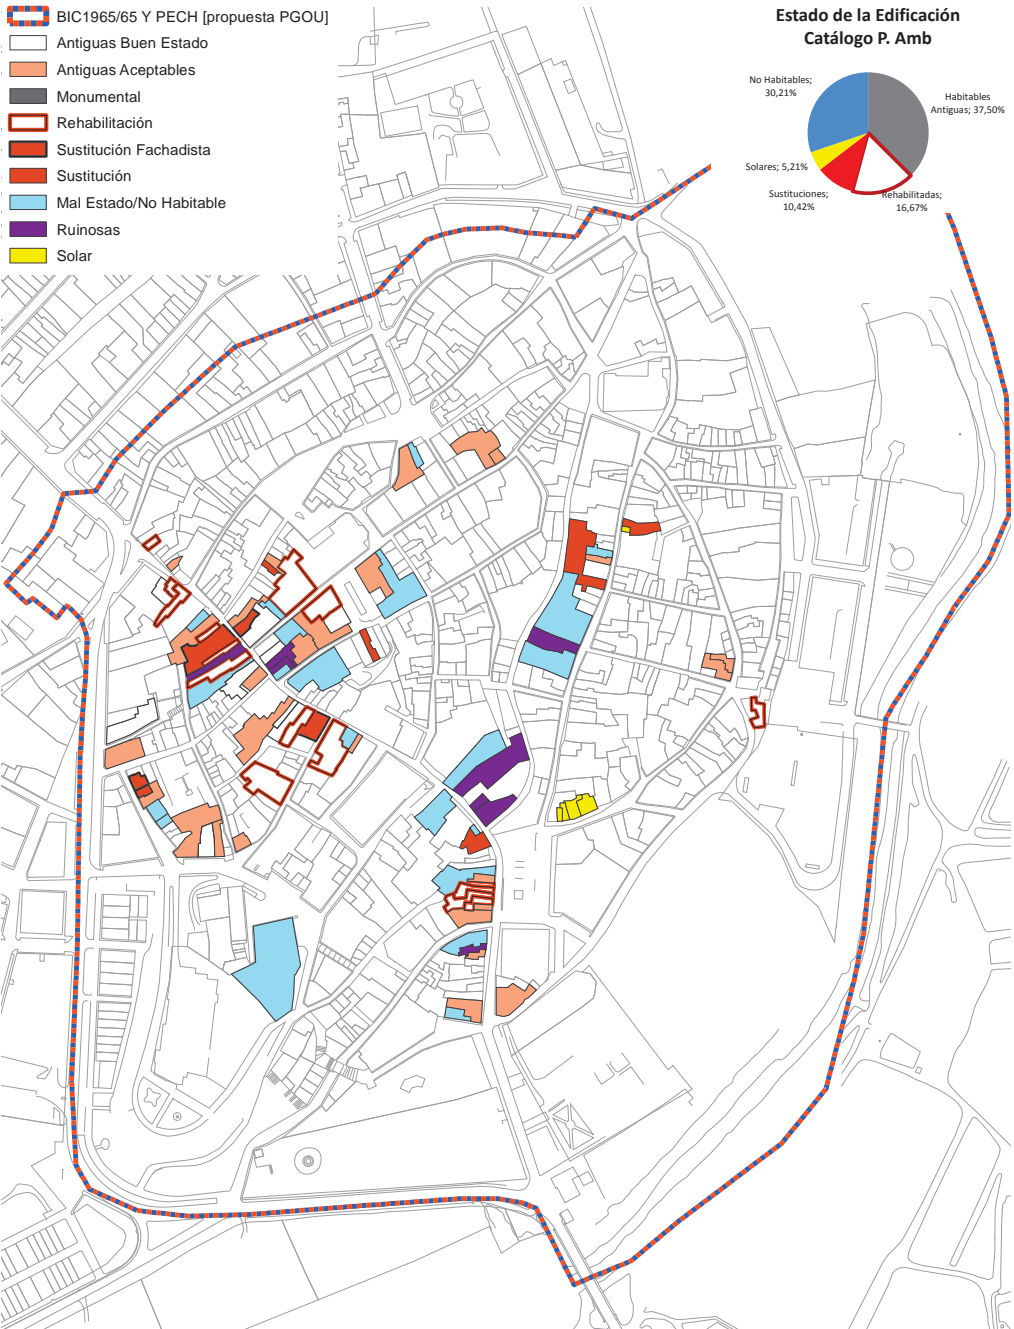 BIC1965/65 Y PECH [propuesta PGOU]
Antiguas Buen Estado
Antiguas Aceptables
Monumental
Rehabilitación
Sustitución Fachadista
Sustitución
Mal Estado/No Habitable
Ruinosas
Solar
Estado de la Edificación
Catálogo P. Amb
No Habitables;
30,21%
Habitables
Antiguas; 37,50%
Solares; 5,21%
Sustituciones;
10,42%
Rehabilitadas;
16,67%